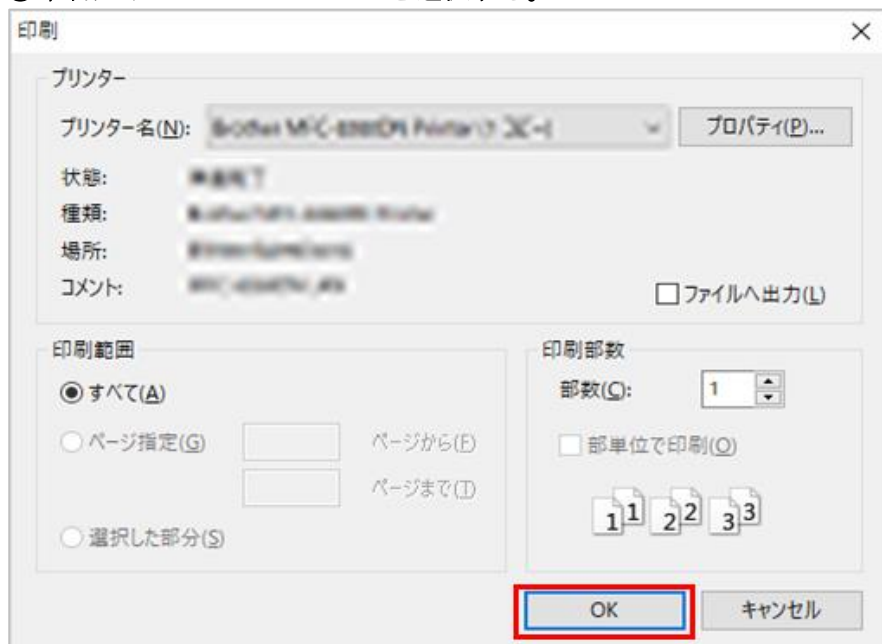 印刷
プリンター
プリンター名(N): プロパティ(P)...
状態:
種類:
場所:
コメント:
ファイルへ出力(L)
印刷範囲
すべて(A)
ページ指定(G) ページから(F)
ページまで(T)
選択した部分(S)
印刷部数
部数(C): 1
部単位で印刷(O)
1 1 2 2 3 3
OK キャンセル